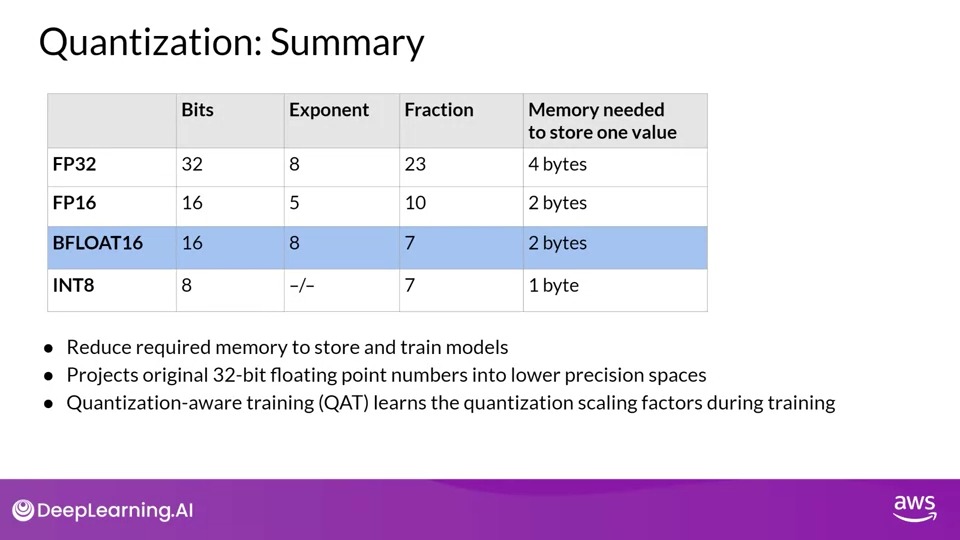 Quantization: Summary
Bits Exponent Fraction Memory needed
to store one value
FP32 32 8 23 4 bytes
FP16 16 5 10 2 bytes
BFLOAT16 16 8 7 2 bytes
INT8 8 –/– 7 1 byte
● Reduce required memory to store and train models
● Projects original 32-bit floating point numbers into lower precision spaces
● Quantization-aware training (QAT) learns the quantization scaling factors during training
DeepLearning.AI aws